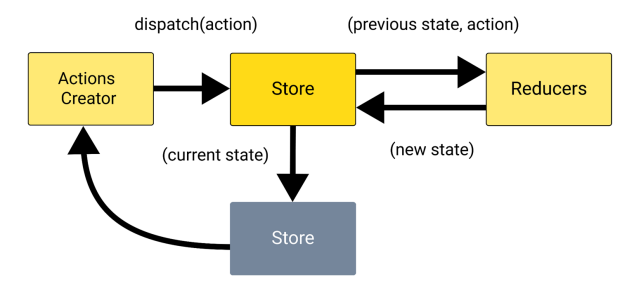 dispatch(action)
(previous state, action)
Actions
Creator
Store
Reducers
(current state)
(new state)
Store